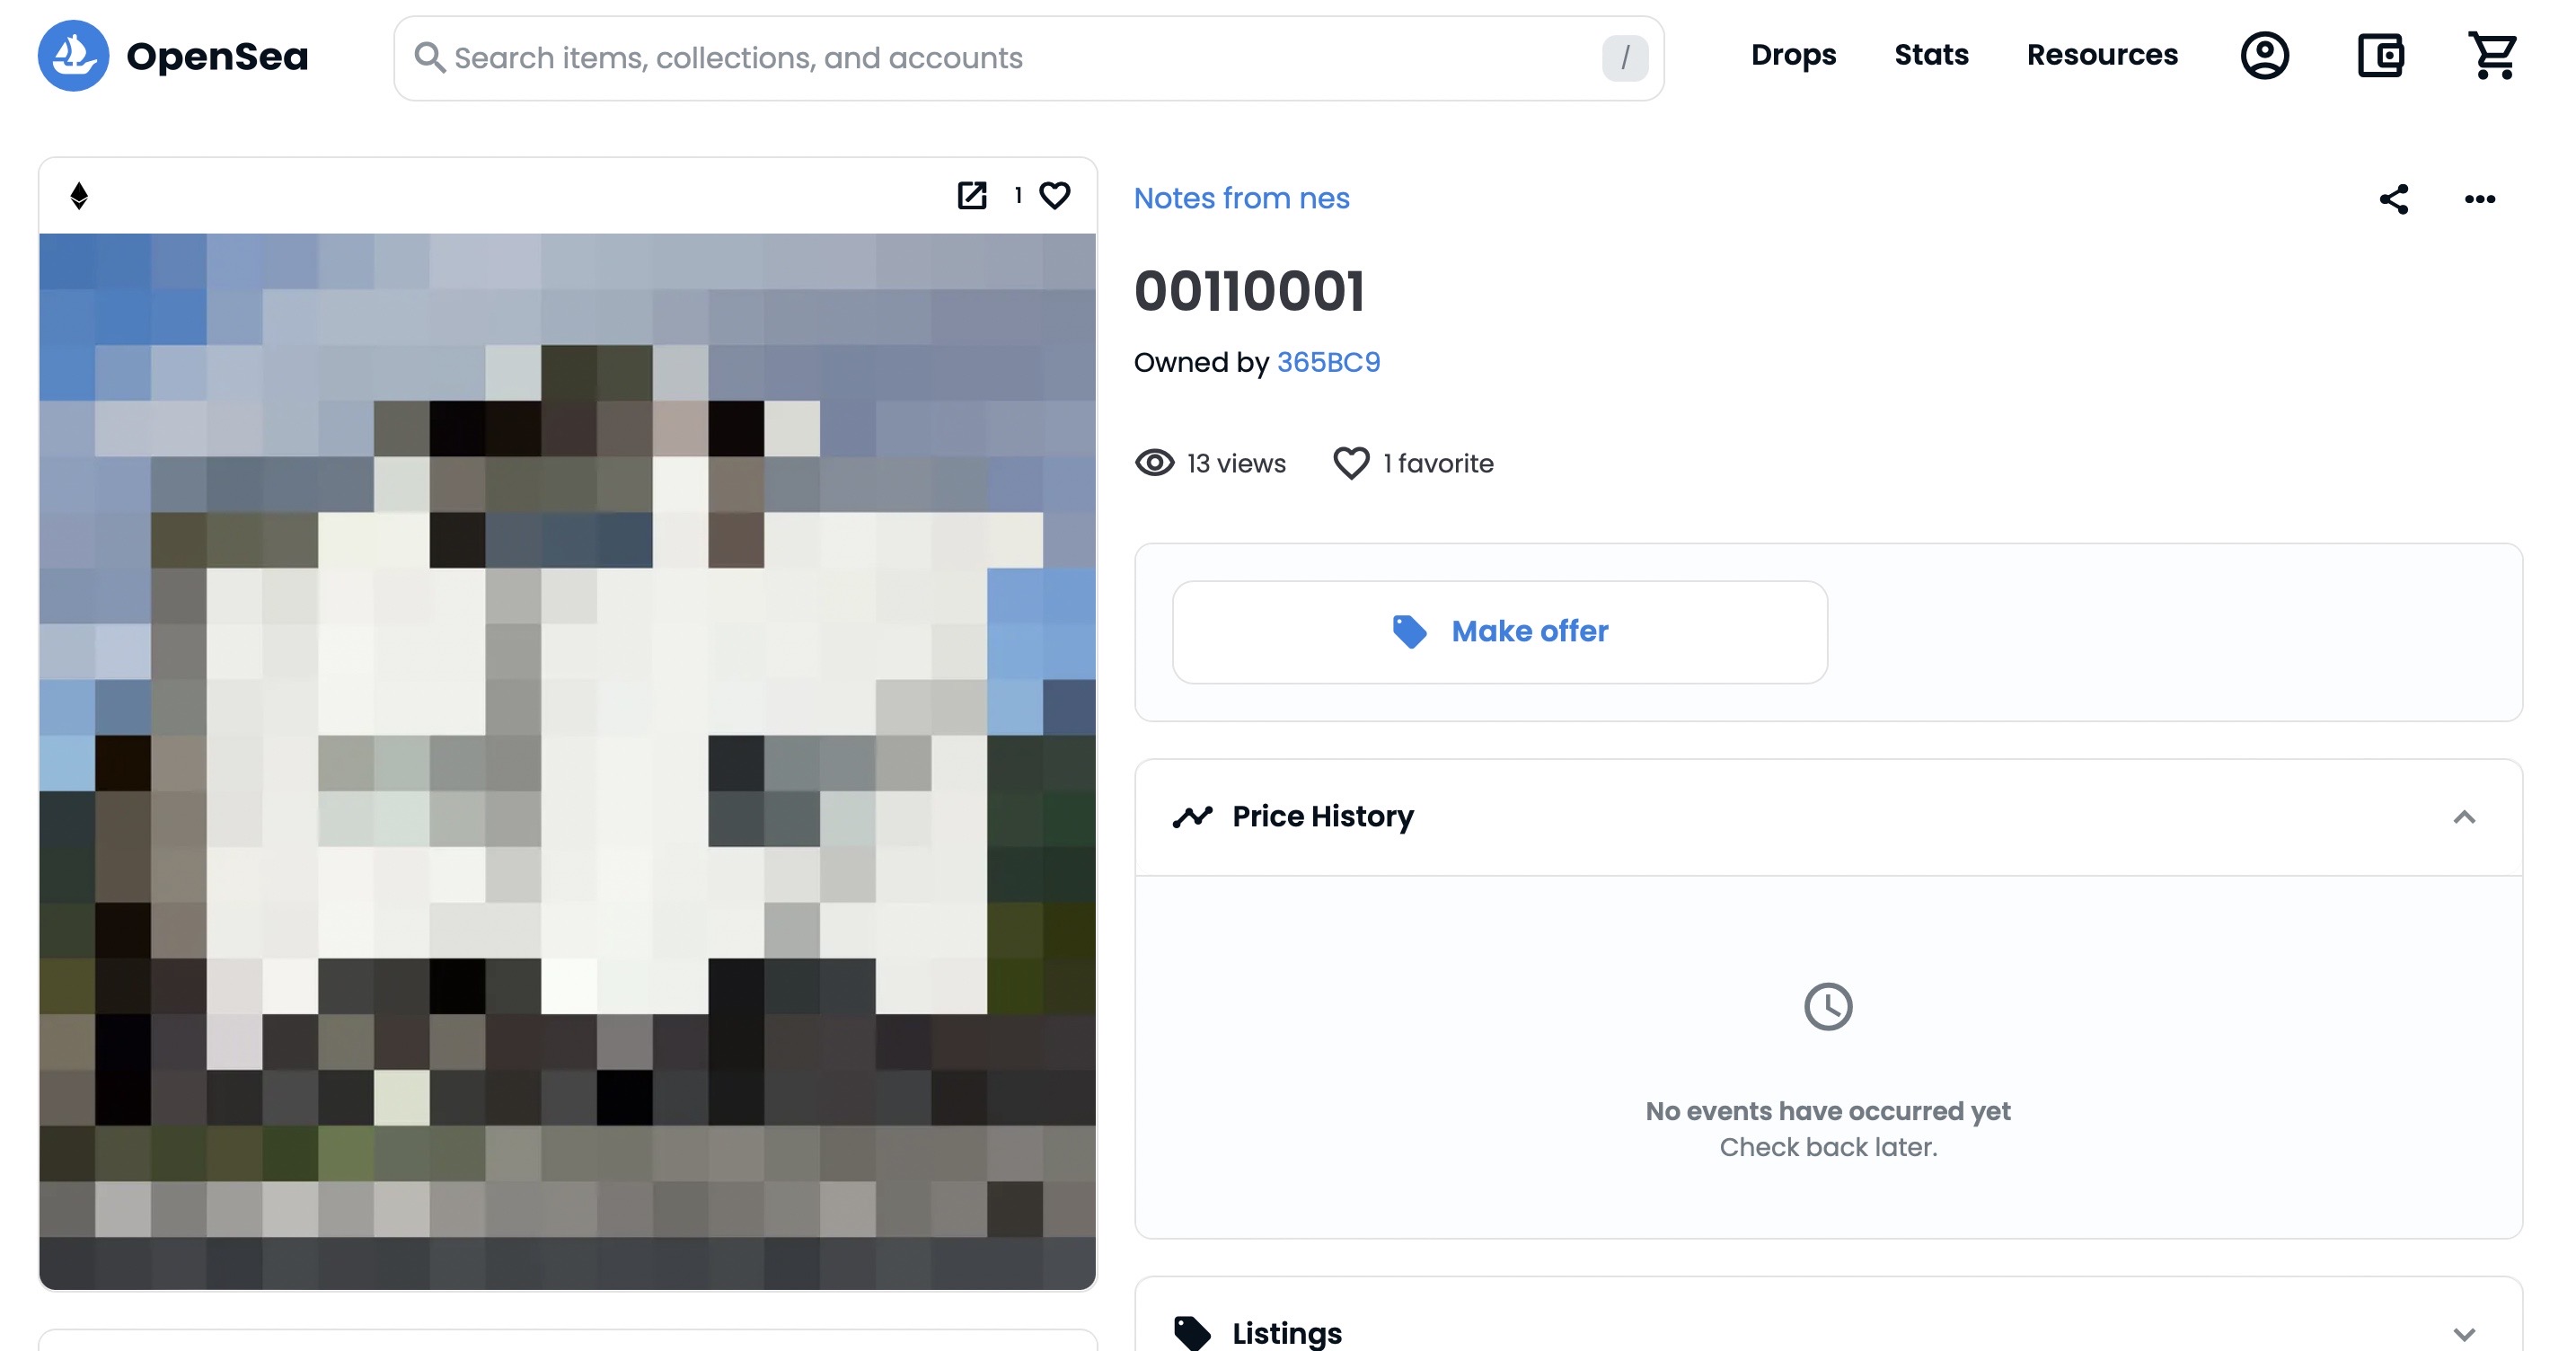 OpenSea
Search items, collections, and accounts
/
Drops
Stats
Resources
1
Notes from nes
00110001
Owned by 365BC9
13 views
1 favorite
Make offer
Price History
No events have occurred yet
Check back later.
Listings